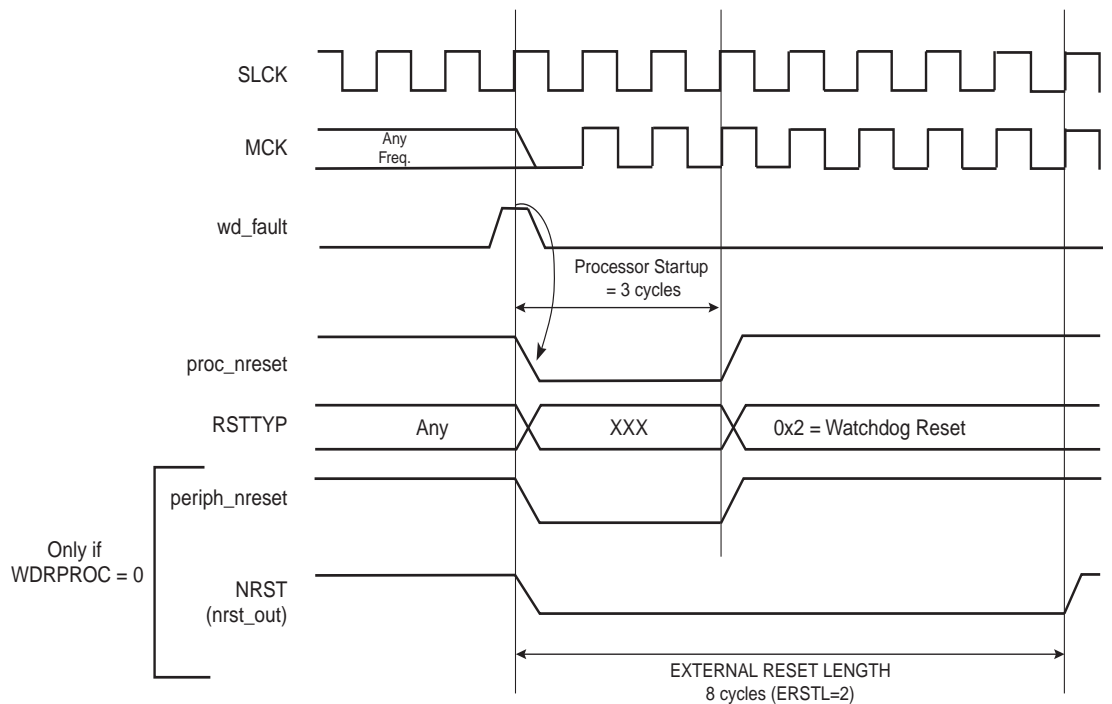 SLCK
MCK
Any
Freq.
wd_fault
Processor Startup
= 3 cycles
proc_nreset
RSTTYP
Any
XXX
0x2 = Watchdog Reset
periph_nreset
Only if
WDRPROC = 0
NRST
(nrst_out)
EXTERNAL RESET LENGTH
8 cycles (ERSTL=2)